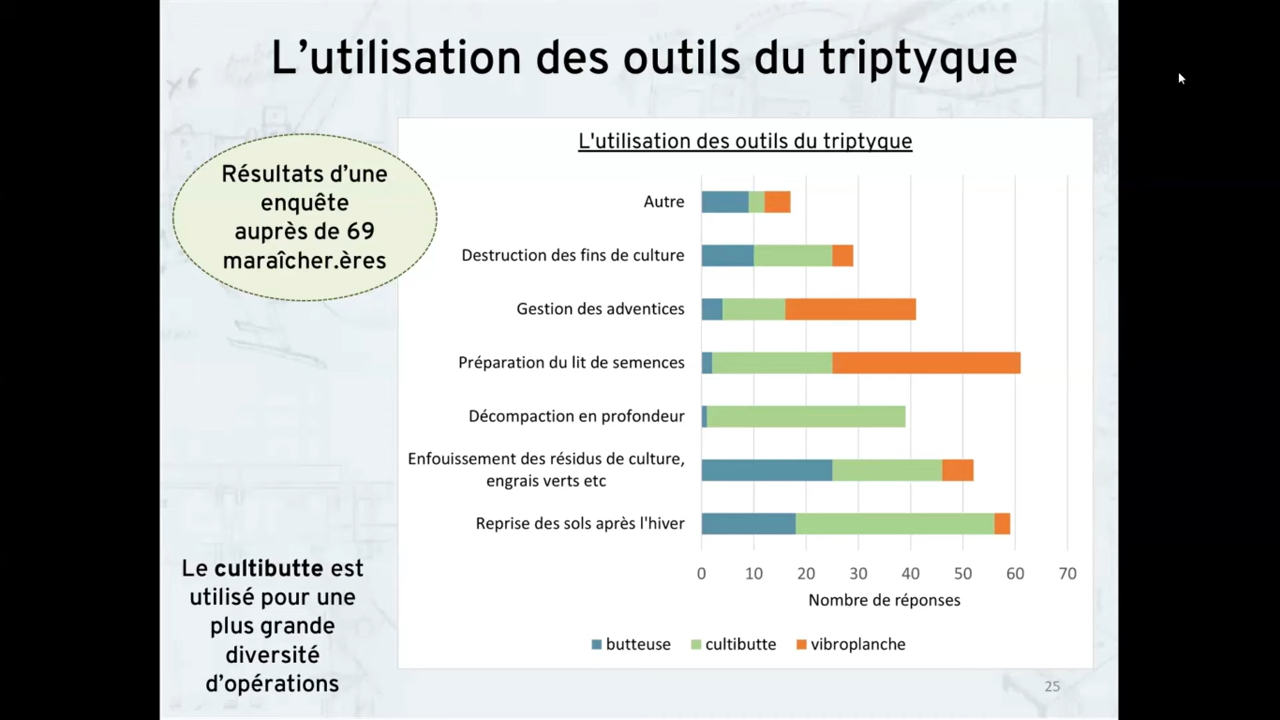 L’utilisation des outils du triptyque
Résultats d’une
enquête
auprès de 69
maraîcher.ères
Le cultibutte est
utilisé pour une
plus grande
diversité
d’opérations
L'utilisation des outils du triptyque
Autre
Destruction des fins de culture
Gestion des adventices
Préparation du lit de semences
Décompaction en profondeur
Enfouissement des résidus de culture,
engrais verts etc
Reprise des sols après l'hiver
0 10 20 30 40 50 60 70
Nombre de réponses
butteuse cultibutte vibroplanche
25